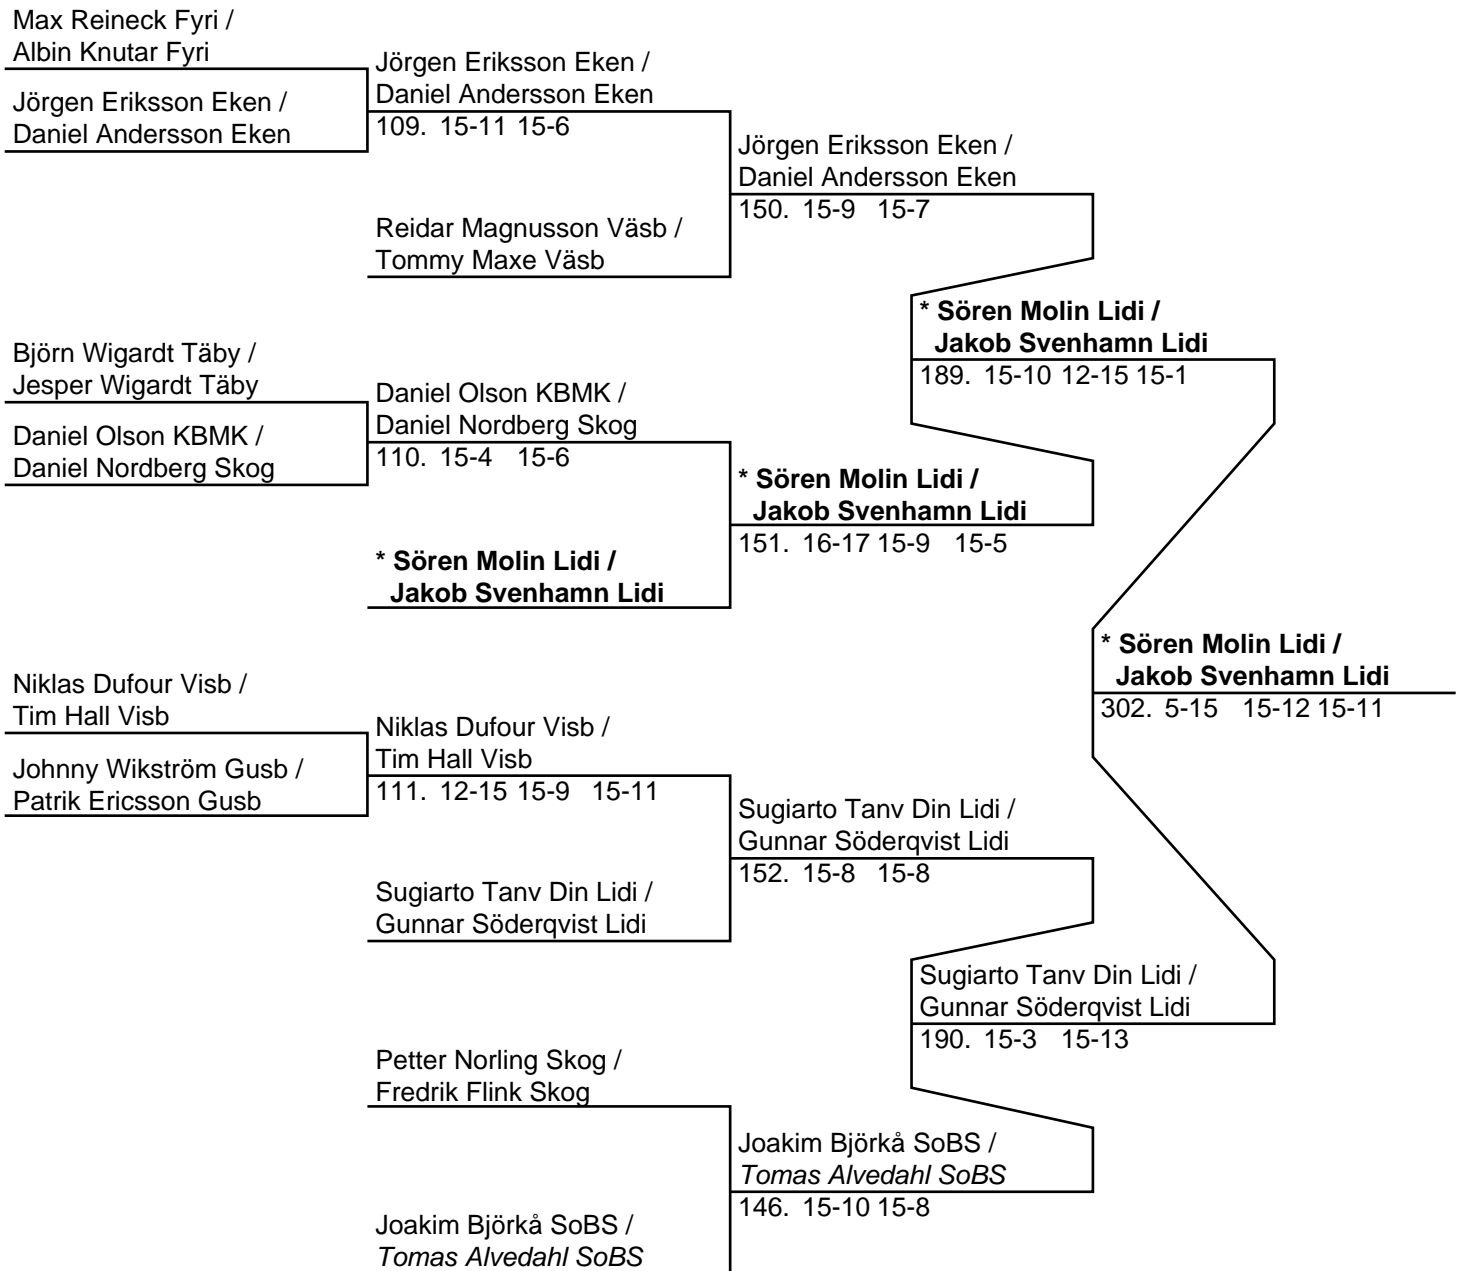 Max Reineck Fyri /
Albin Knutar Fyri
Jörgen Eriksson Eken /
Daniel Andersson Eken
Jörgen Eriksson Eken /
Daniel Andersson Eken
109. 15-11 15-6
Jörgen Eriksson Eken /
Daniel Andersson Eken
150. 15-9 15-7
Reidar Magnusson Väsb /
Tommy Maxe Väsb
* Sören Molin Lidi /
Jakob Svenhamn Lidi
189. 15-10 12-15 15-1
Björn Wigardt Täby /
Jesper Wigardt Täby
Daniel Olson KBMK /
Daniel Nordberg Skog
Daniel Olson KBMK /
Daniel Nordberg Skog
110. 15-4 15-6
* Sören Molin Lidi /
Jakob Svenhamn Lidi
151. 16-17 15-9 15-5
* Sören Molin Lidi /
Jakob Svenhamn Lidi
* Sören Molin Lidi /
Jakob Svenhamn Lidi
302. 5-15 15-12 15-11
Niklas Dufour Visb /
Tim Hall Visb
Johnny Wikström Gusb /
Patrik Ericsson Gusb
Niklas Dufour Visb /
Tim Hall Visb
111. 12-15 15-9 15-11
Sugiarto Tanv Din Lidi /
Gunnar Söderqvist Lidi
152. 15-8 15-8
Sugiarto Tanv Din Lidi /
Gunnar Söderqvist Lidi
Sugiarto Tanv Din Lidi /
Gunnar Söderqvist Lidi
190. 15-3 15-13
Petter Norling Skog /
Fredrik Flink Skog
Joakim Björkå SoBS /
Tomas Alvedahl SoBS
146. 15-10 15-8
Joakim Björkå SoBS /
Tomas Alvedahl SoBS